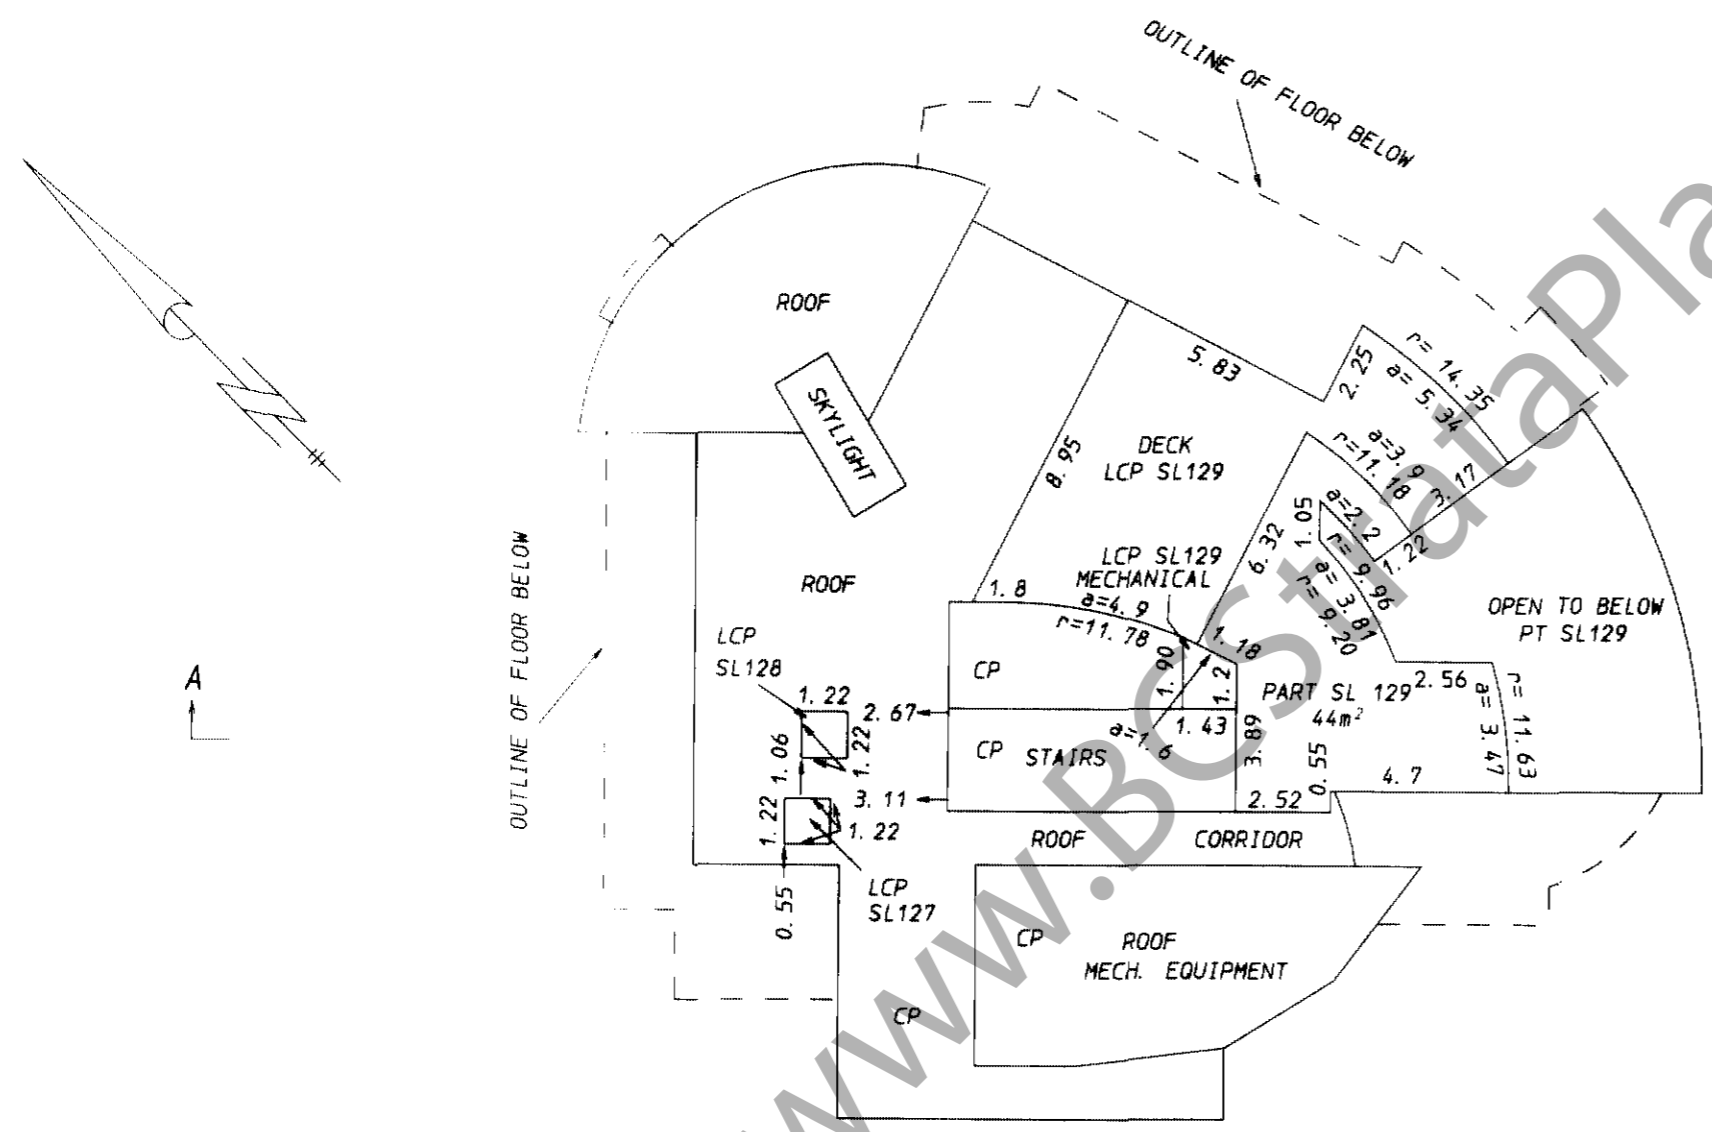 OUTLINE OF FLOOR BELOW
ROOF
SKYLIGHT
5.83
2.25
r= 14.35
a= 5.34
DECK
LCP SL129
8.95
a=3.9
r=11.18
3.17
1.05
a=2.2
r= 9.96
1.22
a= 3.81
r= 9.20
6.32
LCP SL129
MECHANICAL
OPEN TO BELOW
PT SL129
OUTLINE OF FLOOR BELOW
ROOF
1.8
a=4.9
r=11.78
1.18
LCP
SL128
CP
1.90
1.2
PART SL 129
44m²
2.56
r= 11.63
a= 3.47
A
1.22
2.67
1.06
1.22
CP STAIRS
a=1.6
1.43
3.89
0.55
4.7
3.11
1.22
1.22
2.52
ROOF CORRIDOR
0.55
LCP
SL127
CP
ROOF
MECH. EQUIPMENT
CP
www.BCStrataPla